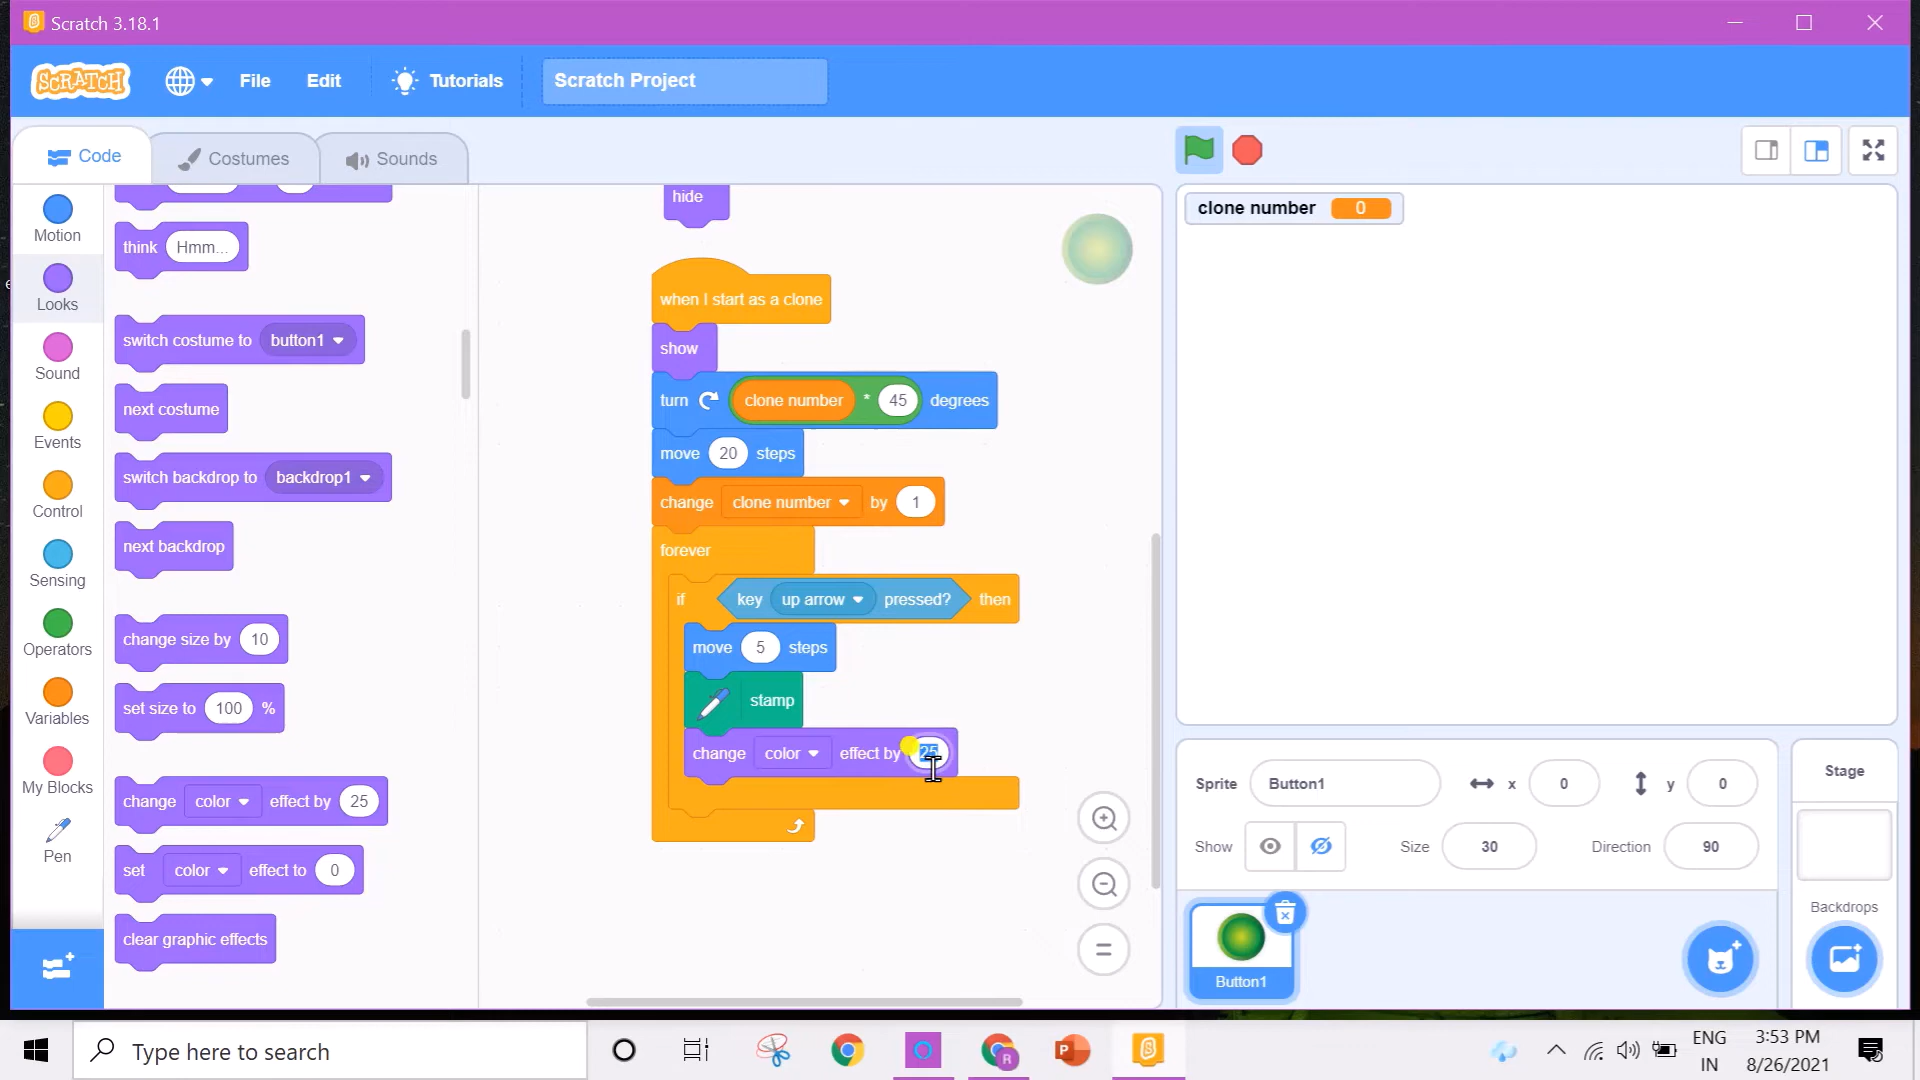 Scratch 3.18.1
SCRATCH
File
Edit
Tutorials
Scratch Project
Code
Costumes
Sounds
Motion
Looks
Sound
Events
Control
Sensing
Operators
Variables
My Blocks
Pen
think Hmm...
switch costume to button1
next costume
switch backdrop to backdrop1
next backdrop
change size by 10
set size to 100 %
change color effect by 25
set color effect to 0
clear graphic effects
hide
when I start as a clone
show
turn clone number * 45 degrees
move 20 steps
change clone number by 1
forever
if key up arrow pressed? then
move 5 steps
stamp
change color effect by 25
clone number 0
Sprite Button1 x 0 y 0
Show Size 30 Direction 90
Button1
Stage
Backdrops
Type here to search
ENG
IN
3:53 PM
8/26/2021